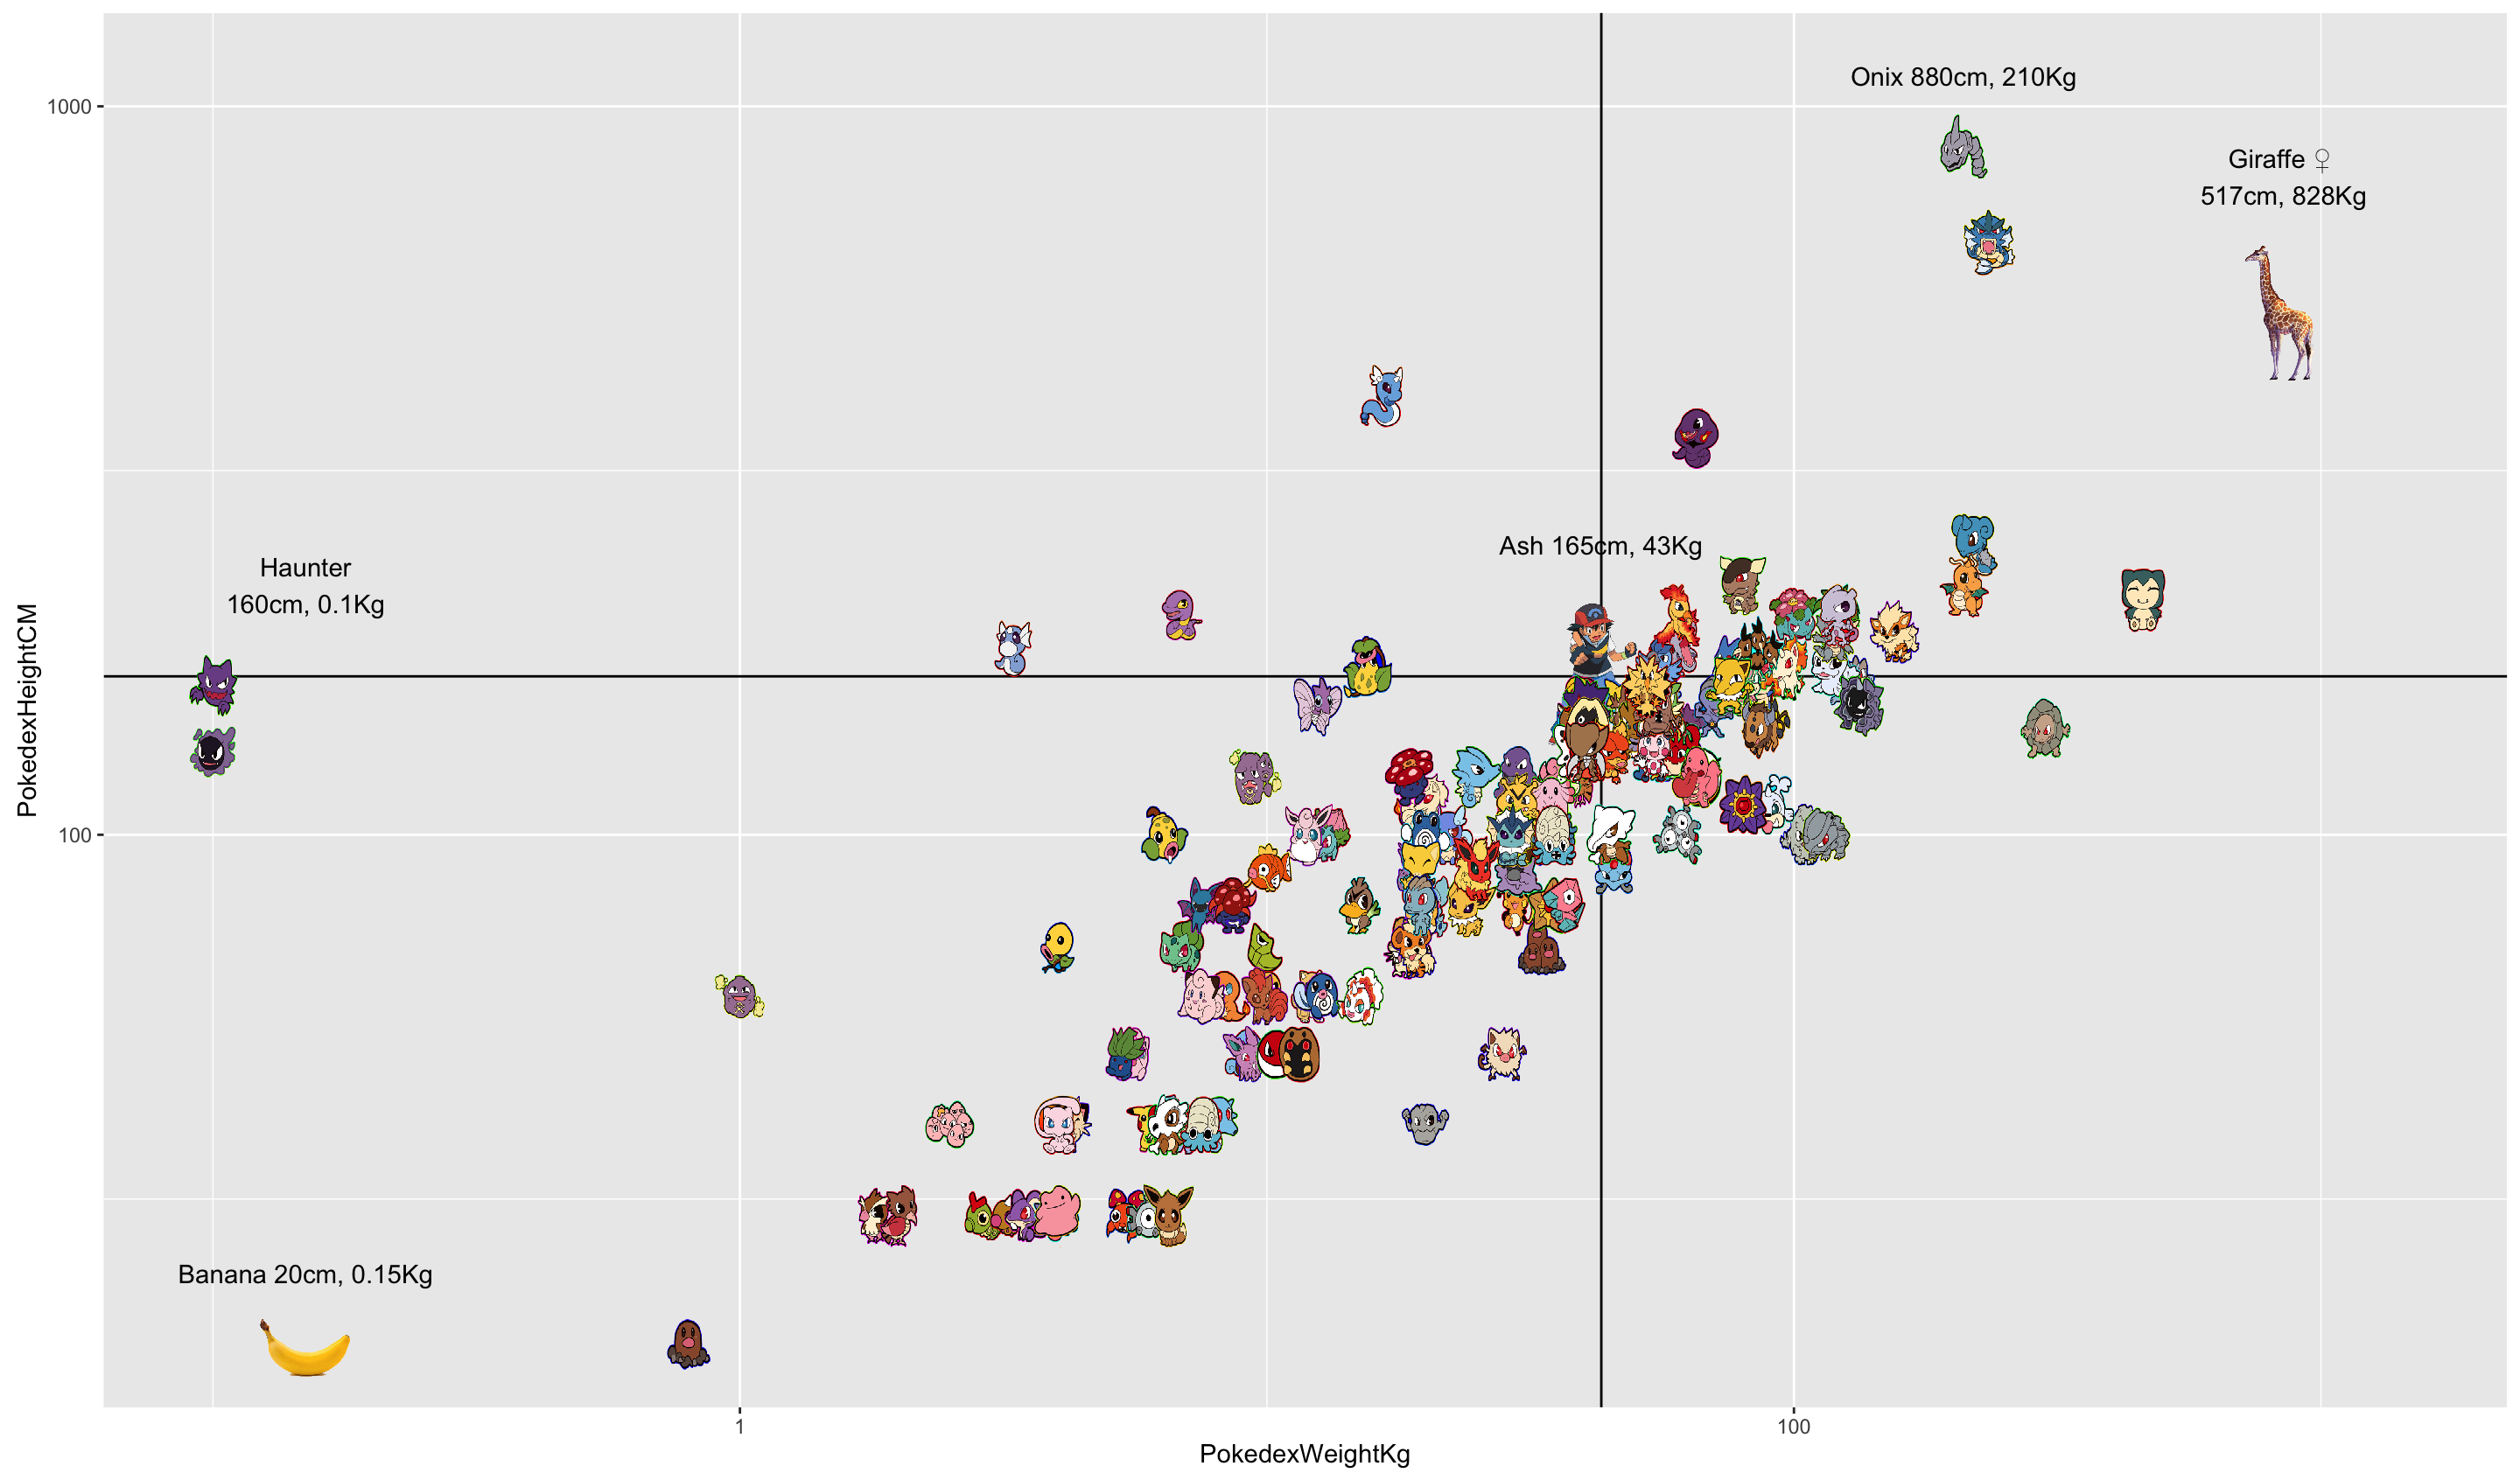 Onix 880cm, 210Kg
1000
Giraffe ♀
517cm, 828Kg
Ash 165cm, 43Kg
Haunter
160cm, 0.1Kg
PokedexHeightCM
100
Banana 20cm, 0.15Kg
1
100
PokedexWeightKg